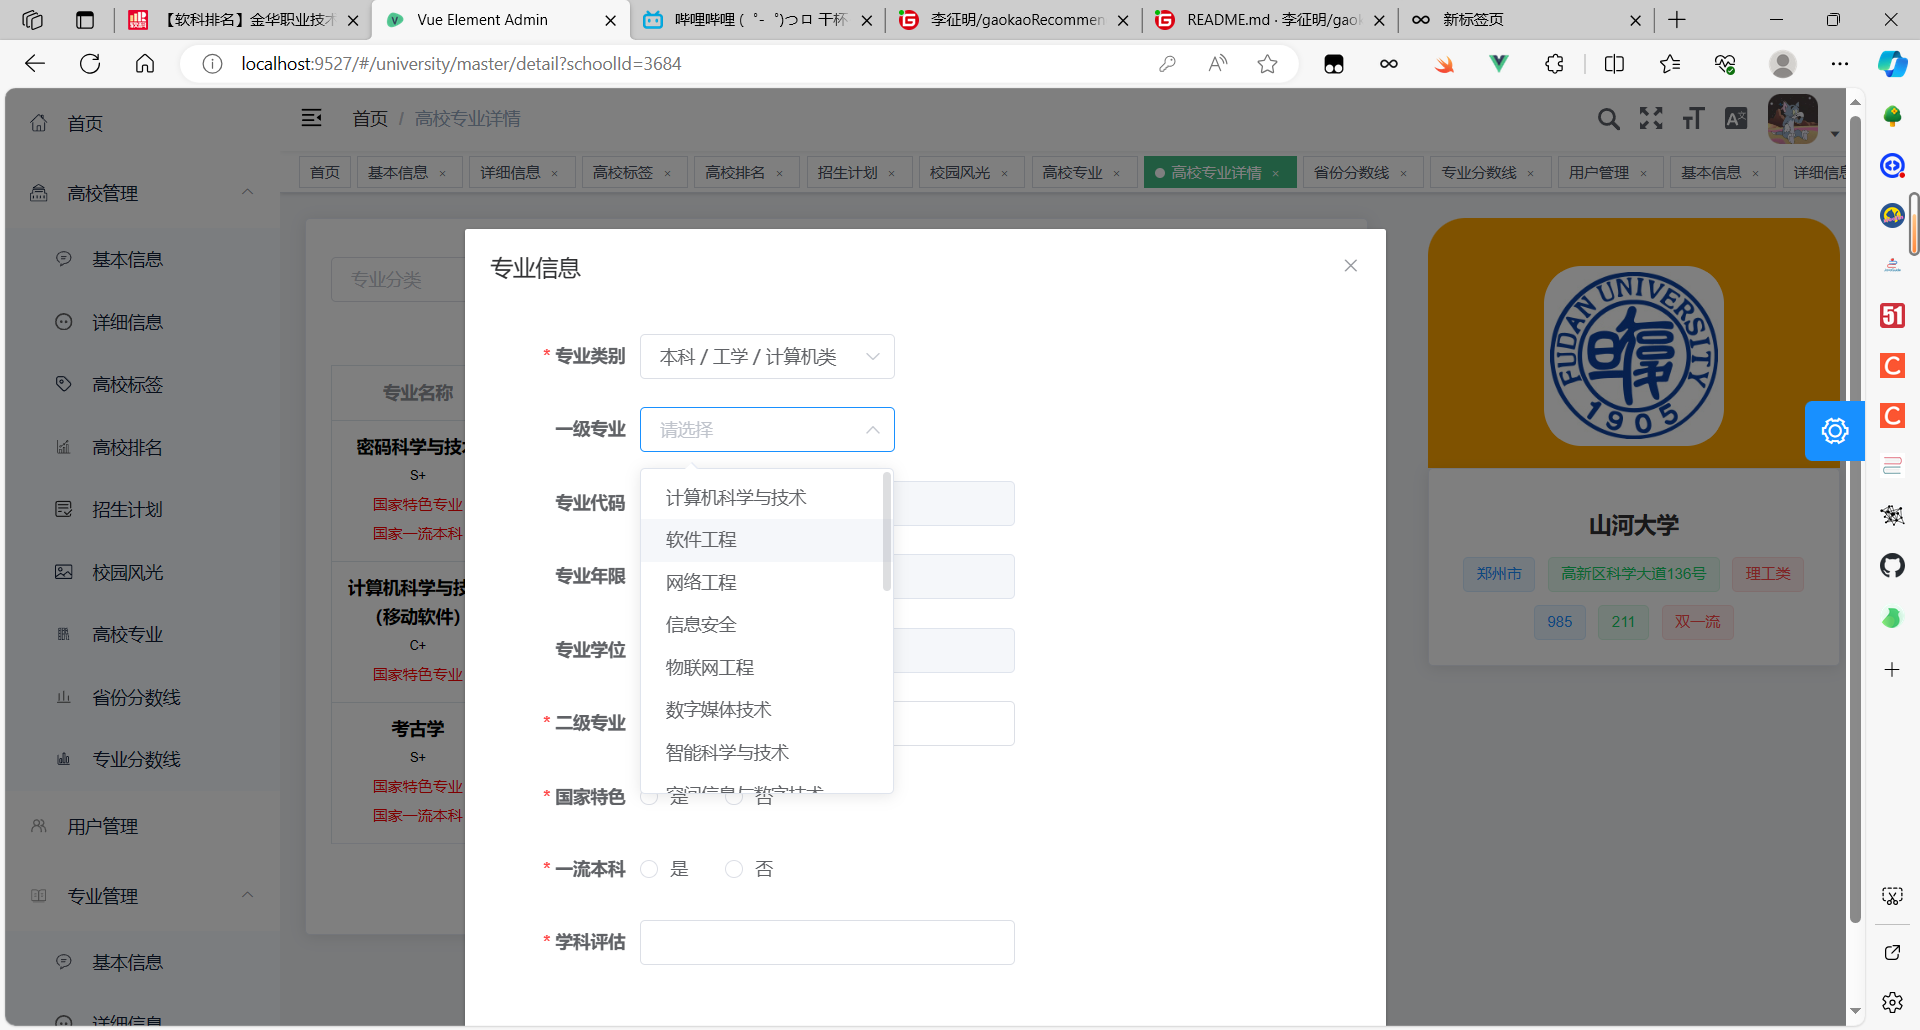 【软科排名】金华职业技术
Vue Element Admin
哔哩哔哩 (゜-゜)つロ 干杯
李征明/gaokaoRecommen
README.md · 李征明/gaok
新标签页
localhost:9527/#/university/master/detail?schoolId=3684
首页
首页 / 高校专业详情
首页
基本信息 ×
详细信息 ×
高校标签 ×
高校排名 ×
招生计划 ×
校园风光 ×
高校专业 ×
高校专业详情 ×
省份分数线 ×
专业分数线 ×
用户管理 ×
基本信息 ×
详细信息
高校管理
基本信息
详细信息
高校标签
高校排名
招生计划
校园风光
高校专业
省份分数线
专业分数线
用户管理
专业管理
基本信息
详细信息
专业分类
专业名称
密码科学与技术
S+
国家特色专业
国家一流本科
计算机科学与技
(移动软件)
C+
国家特色专业
考古学
S+
国家特色专业
国家一流本科
专业信息
* 专业类别
本科 / 工学 / 计算机类
一级专业
请选择
计算机科学与技术
软件工程
网络工程
信息安全
物联网工程
数字媒体技术
智能科学与技术
空间信息与数字技术
专业代码
专业年限
专业学位
* 二级专业
* 国家特色
是
否
* 一流本科
是
否
* 学科评估
FUDAN UNIVERSITY
1905
山河大学
郑州市
高新区科学大道136号
理工类
985
211
双一流
51
C
C